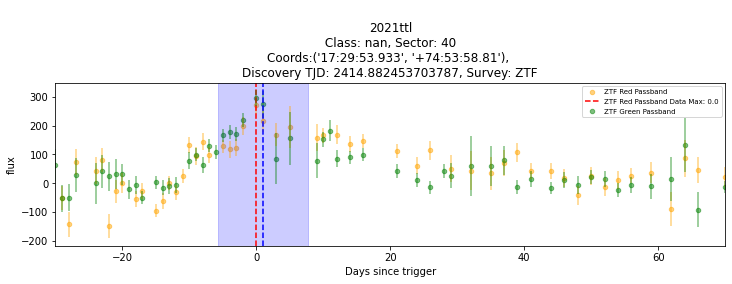 2021ttl
Class: nan, Sector: 40
Coords:('17:29:53.933', '+74:53:58.81'),
Discovery TJD: 2414.882453703787, Survey: ZTF
ZTF Red Passband
ZTF Red Passband Data Max: 0.0
ZTF Green Passband
flux
300
200
100
0
−100
−200
−20
0
20
40
60
Days since trigger